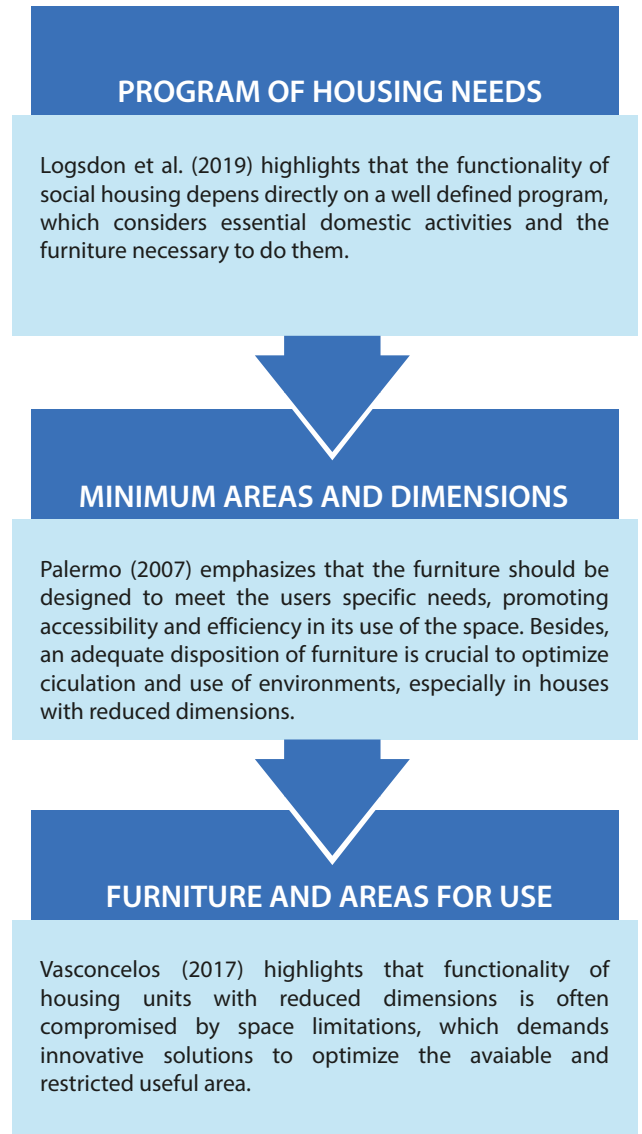 PROGRAM OF HOUSING NEEDS
Logsdon et al. (2019) highlights that the functionality of
social housing depens directly on a well defined program,
which considers essential domestic activities and the
furniture necessary to do them.
MINIMUM AREAS AND DIMENSIONS
Palermo (2007) emphasizes that the furniture should be
designed to meet the users specific needs, promoting
accessibility and efficiency in its use of the space. Besides,
an adequate disposition of furniture is crucial to optimize
ciculation and use of environments, especially in houses
with reduced dimensions.
FURNITURE AND AREAS FOR USE
Vasconcelos (2017) highlights that functionality of
housing units with reduced dimensions is often
compromised by space limitations, which demands
innovative solutions to optimize the avaiable and
restricted useful area.